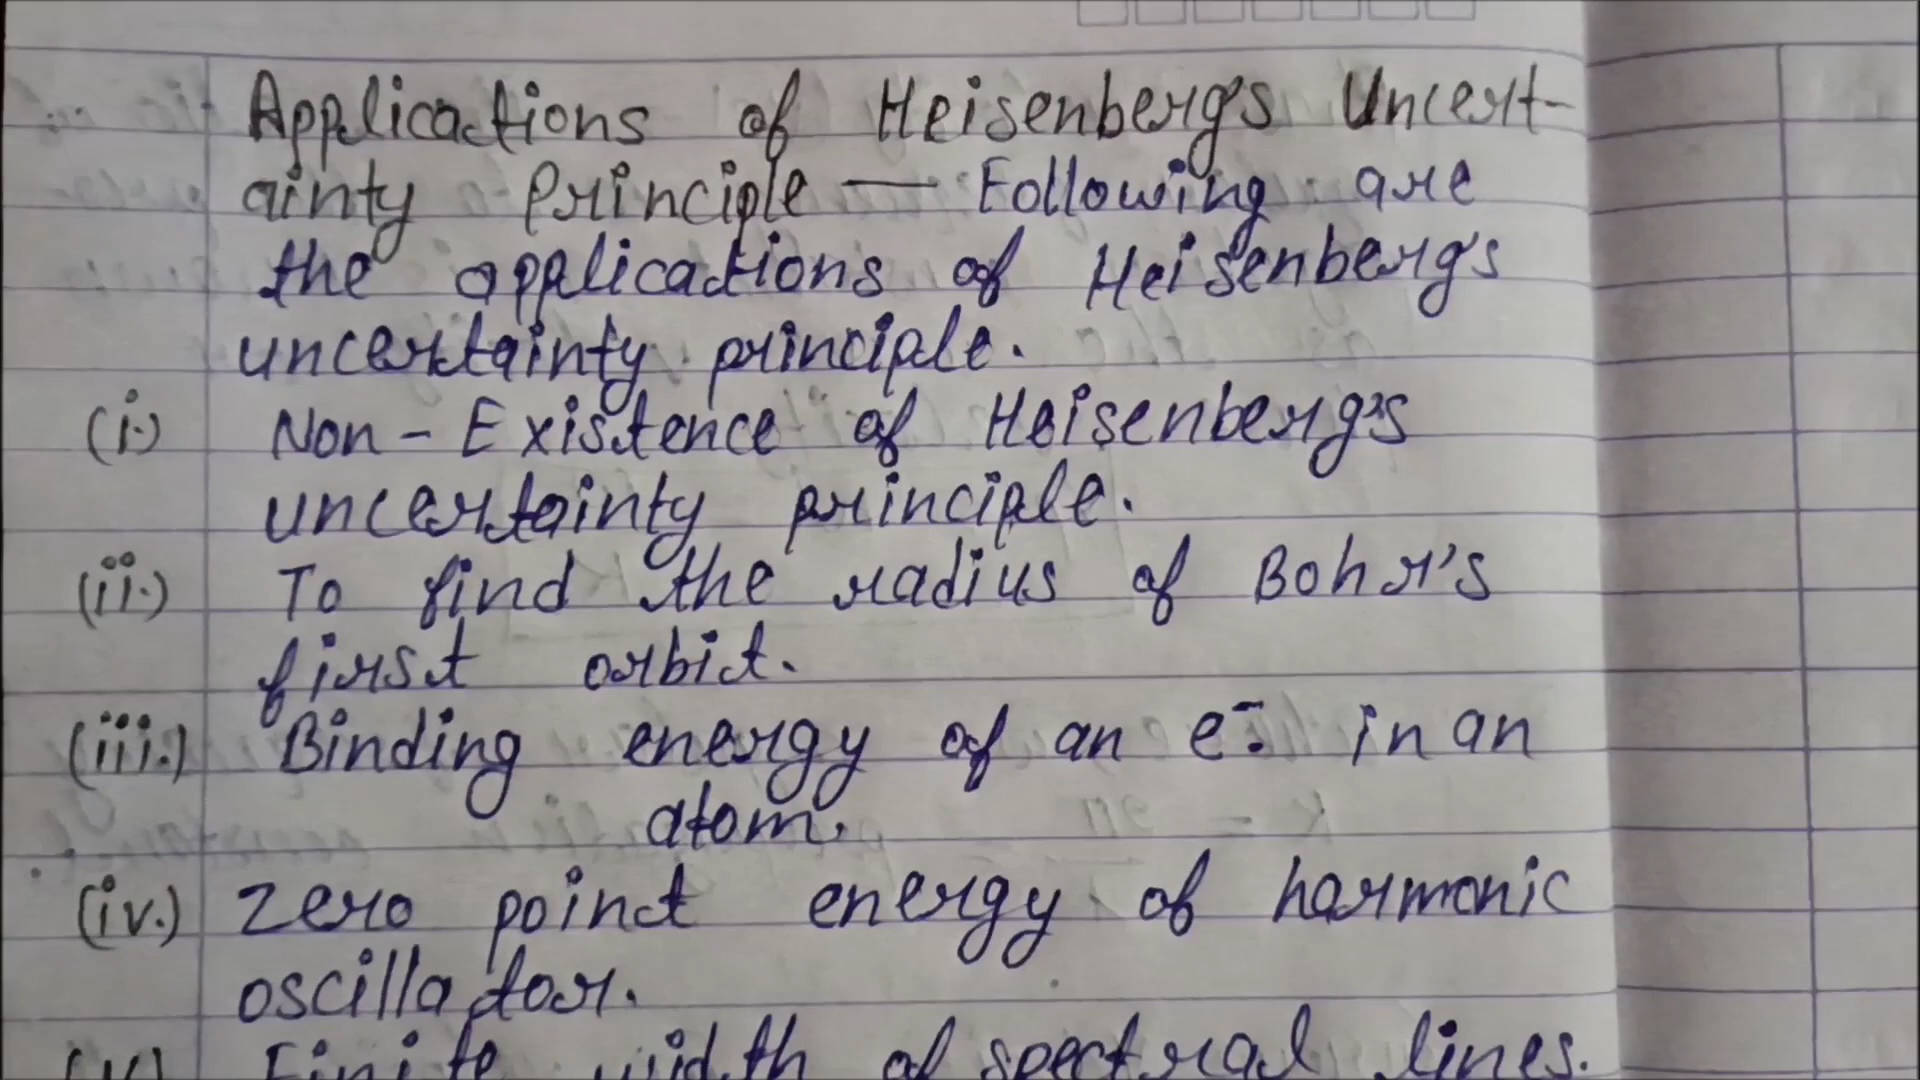 Applications of Heisenberg's Uncert-
ainty Principle — Following are
the applications of Heisenberg's
uncertainty principle.
(i.) Non-Existence of Heisenberg's
uncertainty principle.
(ii.) To find the radius of Bohr's
first orbit.
(iii.) Binding energy of an e⁻. in an
atom.
(iv.) Zero point energy of harmonic
oscillator.
(v) Finite width of spectral lines.